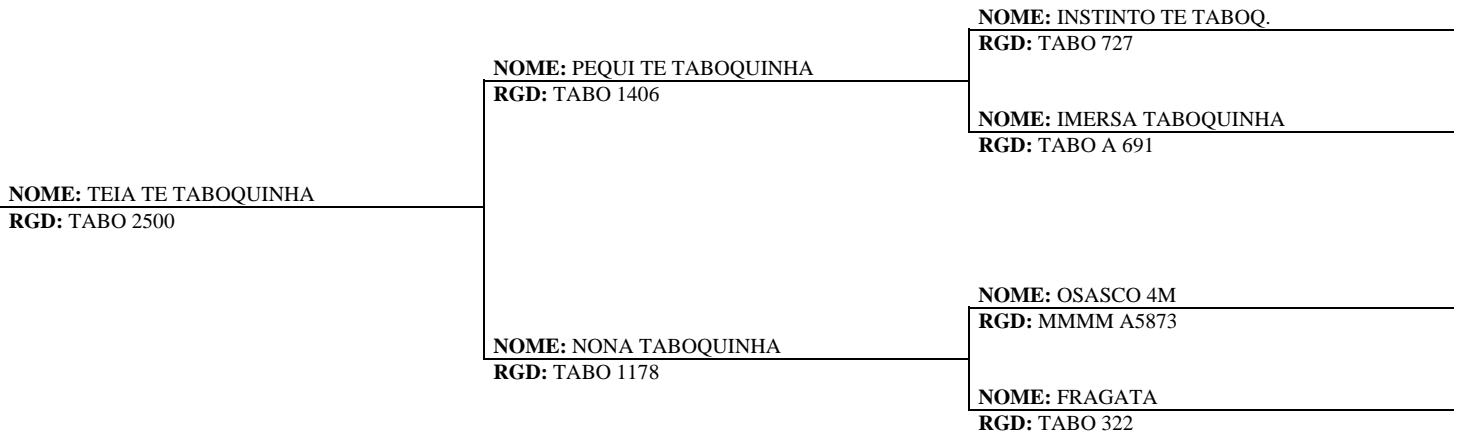 NOME: INSTINTO TE TABOQ.
RGD: TABO 727
NOME: PEQUI TE TABOQUINHA
RGD: TABO 1406
NOME: IMERSA TABOQUINHA
RGD: TABO A 691
NOME: TEIA TE TABOQUINHA
RGD: TABO 2500
NOME: OSASCO 4M
RGD: MMMM A5873
NOME: NONA TABOQUINHA
RGD: TABO 1178
NOME: FRAGATA
RGD: TABO 322